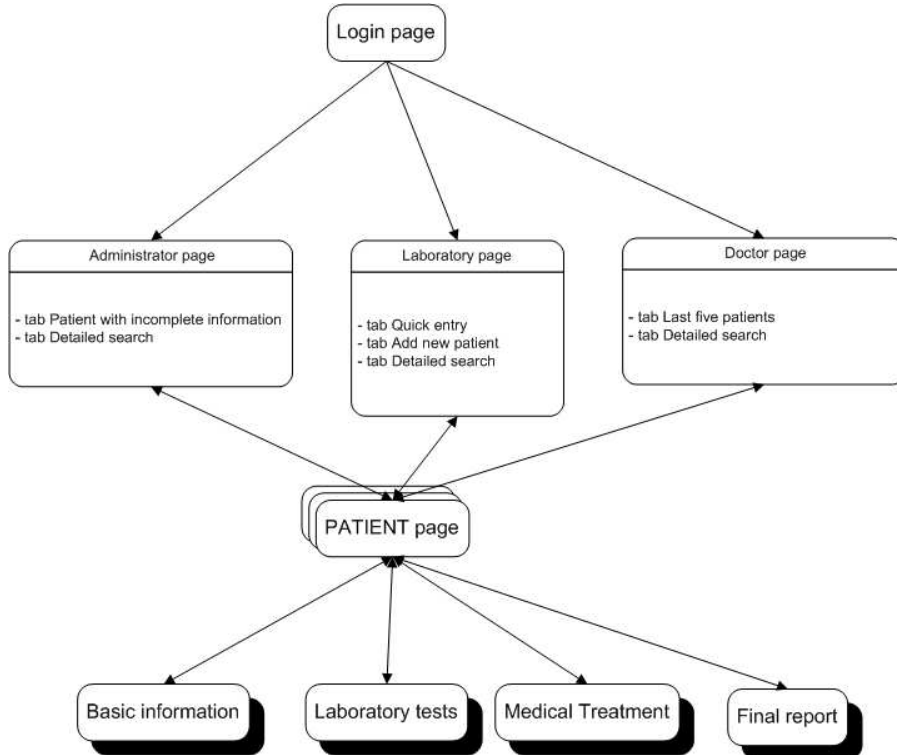 Login page
Administrator page
- tab Patient with incomplete information
- tab Detailed search
Laboratory page
- tab Quick entry
- tab Add new patient
- tab Detailed search
Doctor page
- tab Last five patients
- tab Detailed search
PATIENT page
Basic information
Laboratory tests
Medical Treatment
Final report